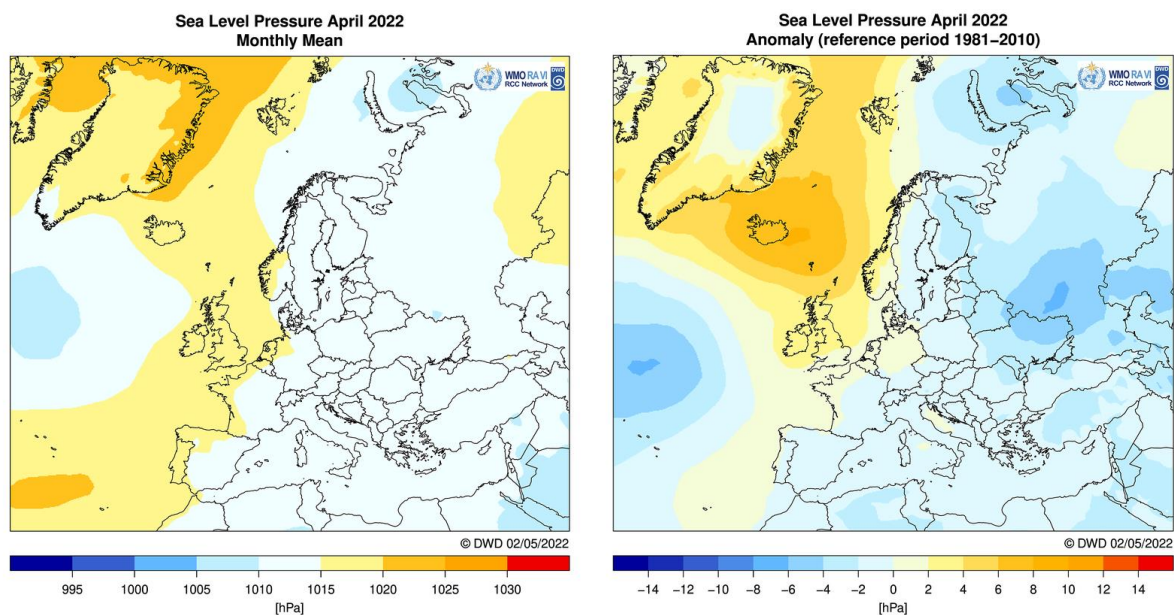 Sea Level Pressure April 2022
Monthly Mean
WMO RA VI
RCC Network
DWD
© DWD 02/05/2022
995 1000 1005 1010 1015 1020 1025 1030
[hPa]
Sea Level Pressure April 2022
Anomaly (reference period 1981−2010)
WMO RA VI
RCC Network
DWD
© DWD 02/05/2022
−14 −12 −10 −8 −6 −4 −2 0 2 4 6 8 10 12 14
[hPa]